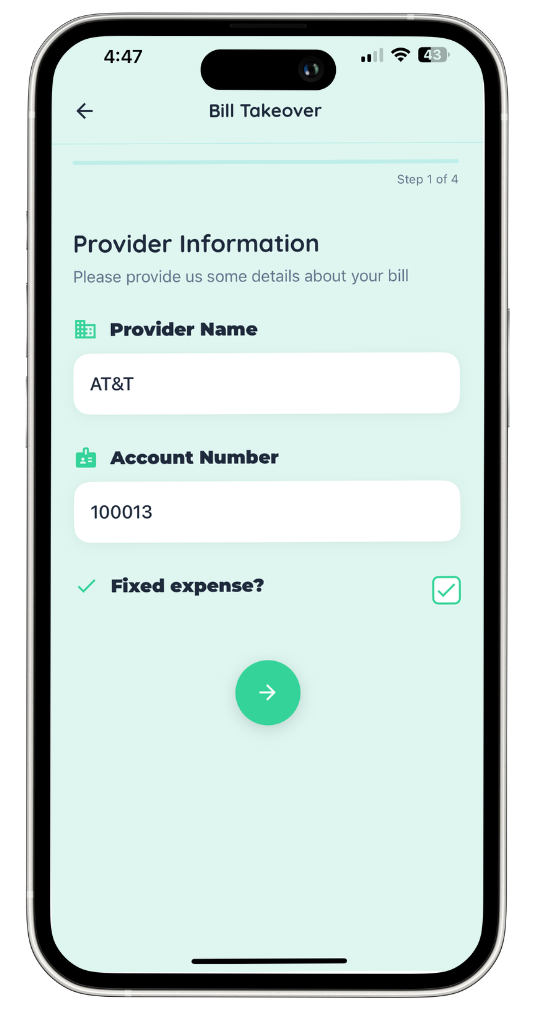 4:47
43
Bill Takeover
Step 1 of 4
Provider Information
Please provide us some details about your bill
Provider Name
AT&T
Account Number
100013
Fixed expense?